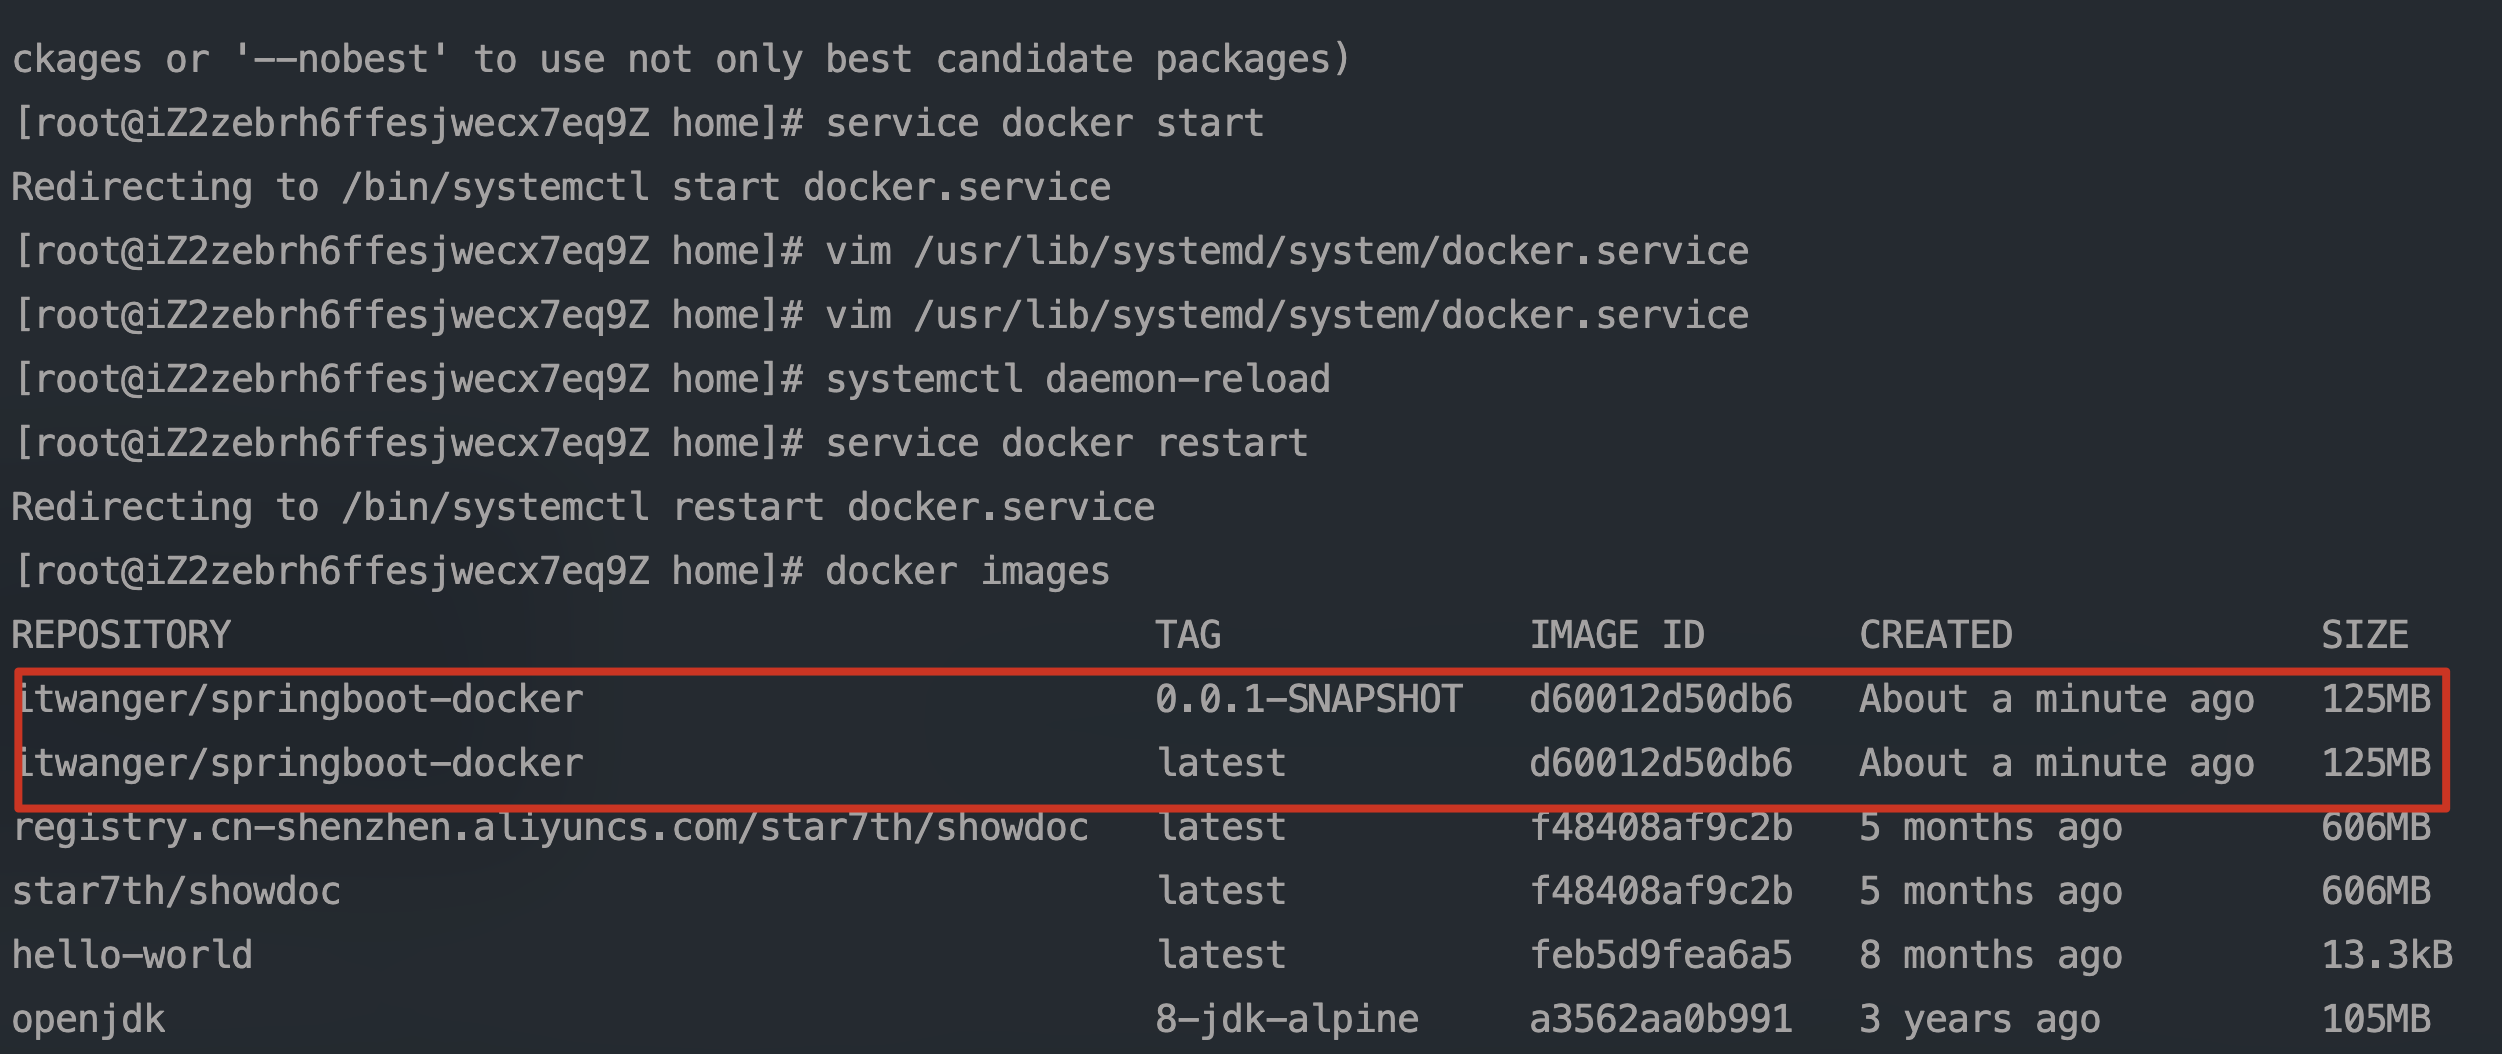 ckages or '--nobest' to use not only best candidate packages)
[root@iZ2zebrh6ffesjwecx7eq9Z home]# service docker start
Redirecting to /bin/systemctl start docker.service
[root@iZ2zebrh6ffesjwecx7eq9Z home]# vim /usr/lib/systemd/system/docker.service
[root@iZ2zebrh6ffesjwecx7eq9Z home]# vim /usr/lib/systemd/system/docker.service
[root@iZ2zebrh6ffesjwecx7eq9Z home]# systemctl daemon-reload
[root@iZ2zebrh6ffesjwecx7eq9Z home]# service docker restart
Redirecting to /bin/systemctl restart docker.service
[root@iZ2zebrh6ffesjwecx7eq9Z home]# docker images
REPOSITORY TAG IMAGE ID CREATED SIZE
itwanger/springboot-docker 0.0.1-SNAPSHOT d60012d50db6 About a minute ago 125MB
itwanger/springboot-docker latest d60012d50db6 About a minute ago 125MB
registry.cn-shenzhen.aliyuncs.com/star7th/showdoc latest f48408af9c2b 5 months ago 606MB
star7th/showdoc latest f48408af9c2b 5 months ago 606MB
hello-world latest feb5d9fea6a5 8 months ago 13.3kB
openjdk 8-jdk-alpine a3562aa0b991 3 years ago 105MB